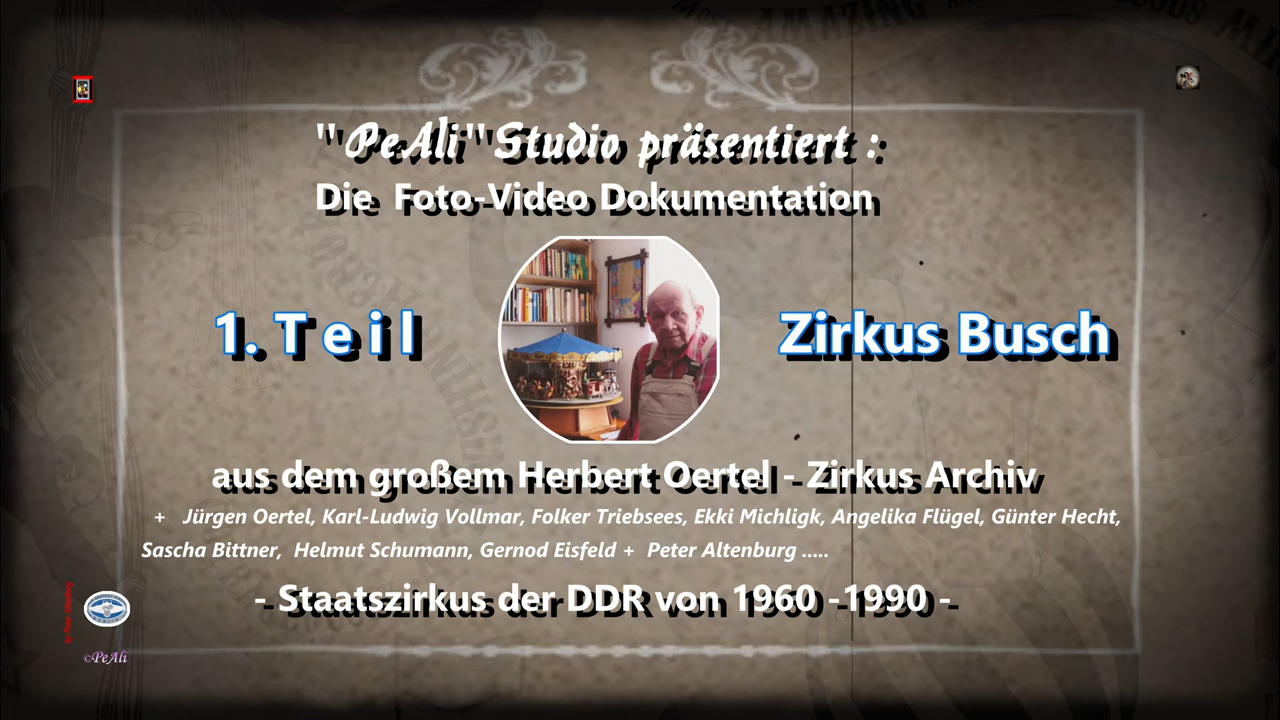 "PeAli" Studio präsentiert :
Die Foto-Video Dokumentation
1. Teil
Zirkus Busch
aus dem großem Herbert Oertel - Zirkus Archiv
+ Jürgen Oertel, Karl-Ludwig Vollmar, Folker Triebsees, Ekki Michligk, Angelika Flügel, Günter Hecht,
Sascha Bittner, Helmut Schumann, Gernod Eisfeld + Peter Altenburg .....
- Staatszirkus der DDR von 1960 -1990 -
©PeAli